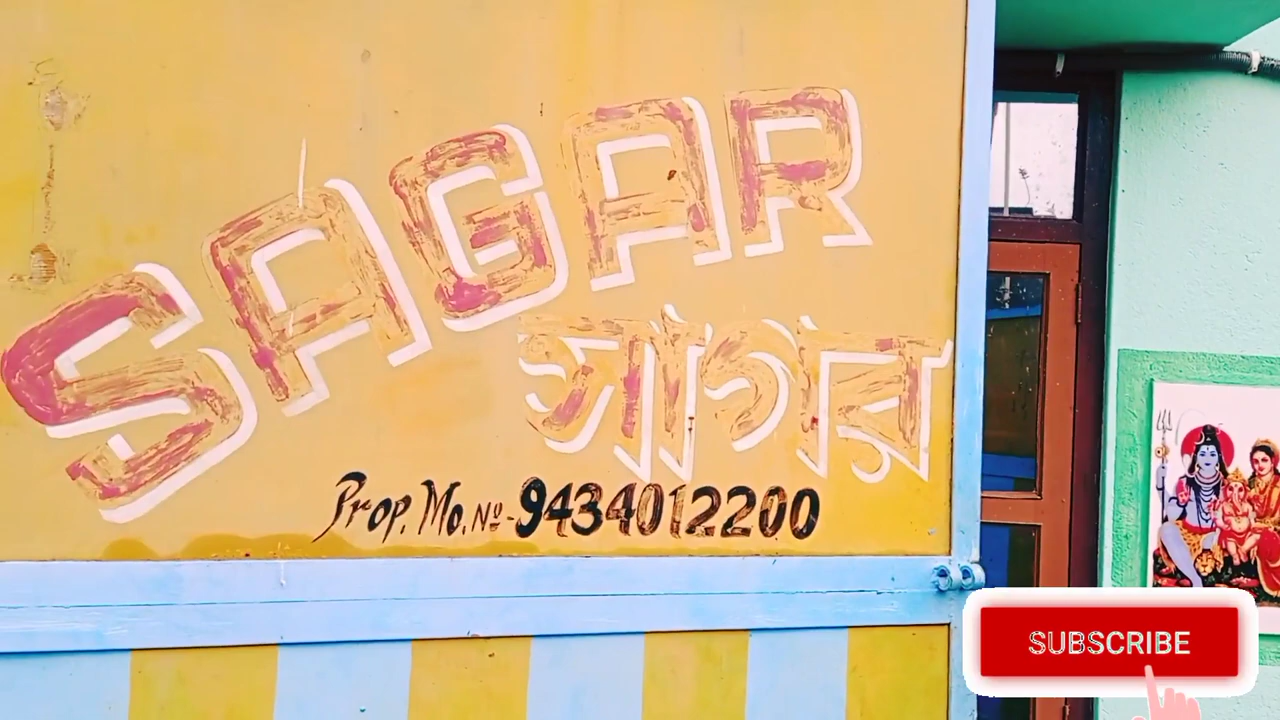 SAGAR
সাগর
Prop. Mo. No - 9434012200
SUBSCRIBE